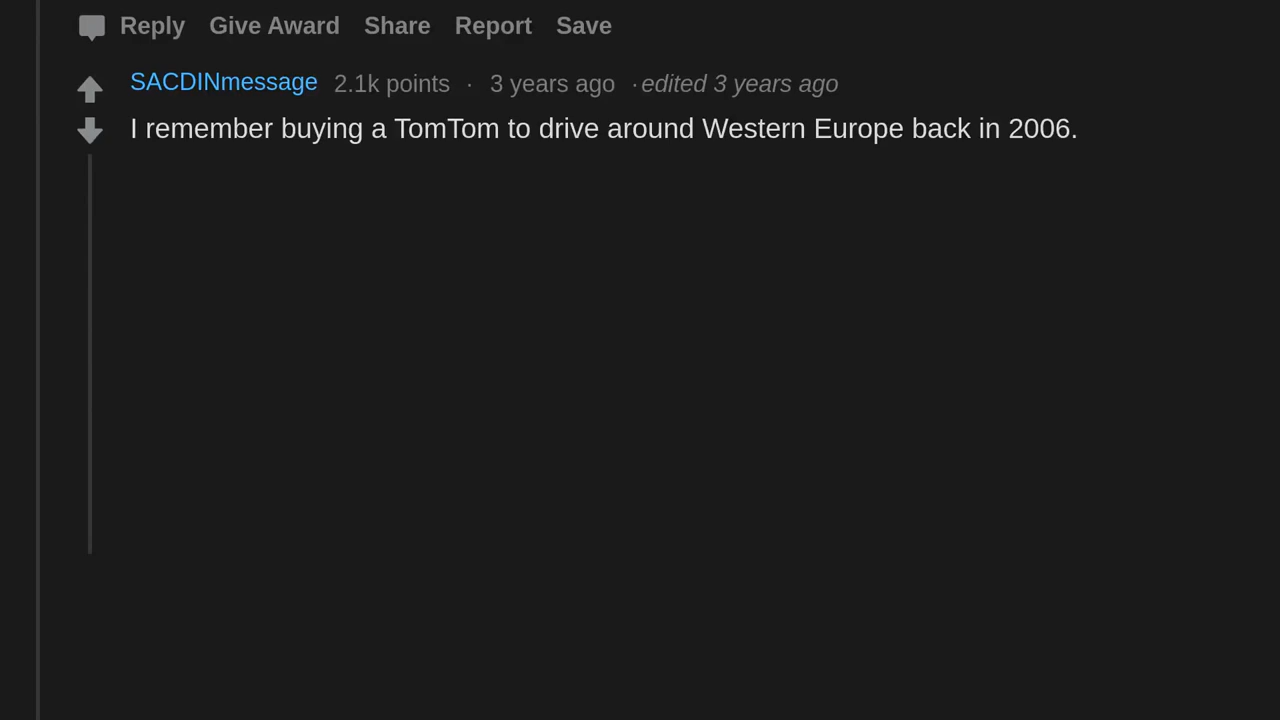 Reply Give Award Share Report Save
SACDINmessage 2.1k points · 3 years ago · edited 3 years ago
I remember buying a TomTom to drive around Western Europe back in 2006.